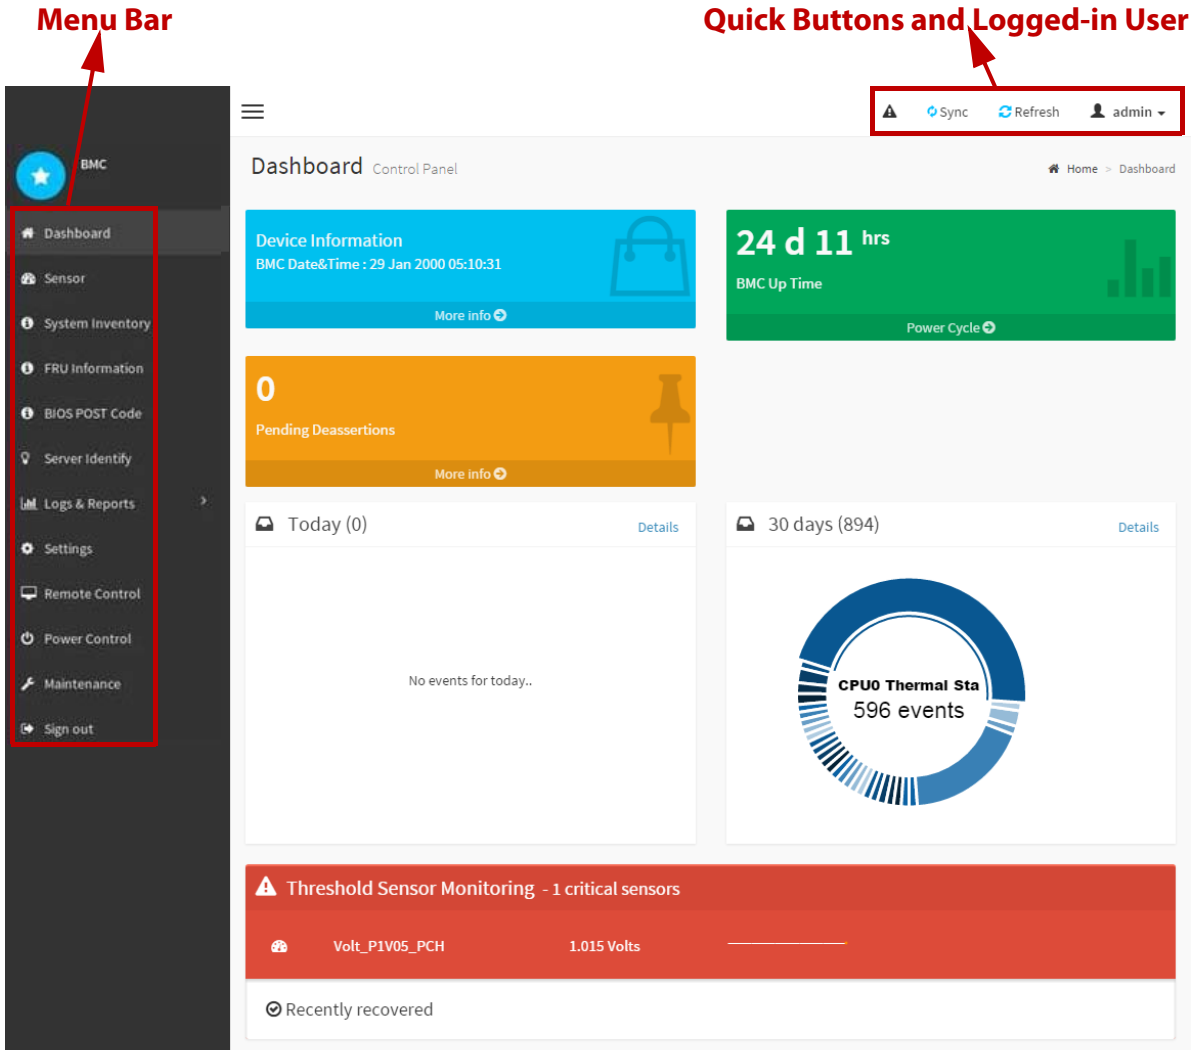 Menu Bar
Quick Buttons and Logged-in User
Sync
Refresh
admin
BMC
Dashboard Control Panel
Home > Dashboard
Dashboard
Sensor
System Inventory
FRU Information
BIOS POST Code
Server Identify
Logs & Reports
Settings
Remote Control
Power Control
Maintenance
Sign out
Device Information
BMC Date&Time : 29 Jan 2000 05:10:31
More info
24 d 11 hrs
BMC Up Time
Power Cycle
0
Pending Deassertions
More info
Today (0)
Details
No events for today..
30 days (894)
Details
CPU0 Thermal Sta
596 events
Threshold Sensor Monitoring - 1 critical sensors
Volt_P1V05_PCH
1.015 Volts
Recently recovered